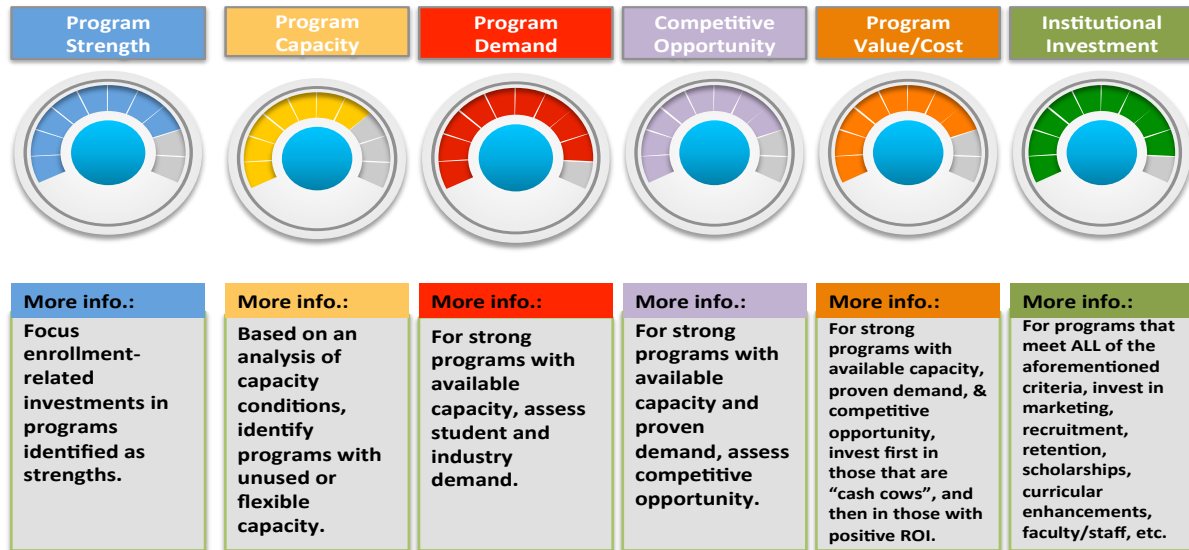 Program
Strength
Program
Capacity
Program
Demand
Competitive
Opportunity
Program
Value/Cost
Institutional
Investment
More info.:
Focus
enrollment-
related
investments in
programs
identified as
strengths.
More info.:
Based on an
analysis of
capacity
conditions,
identify
programs with
unused or
flexible
capacity.
More info.:
For strong
programs with
available
capacity, assess
student and
industry
demand.
More info.:
For strong
programs with
available
capacity and
proven
demand, assess
competitive
opportunity.
More info.:
For strong
programs with
available capacity,
proven demand, &
competitive
opportunity,
invest first in
those that are
“cash cows”, and
then in those with
positive ROI.
More info.:
For programs that
meet ALL of the
aforementioned
criteria, invest in
marketing,
recruitment,
retention,
scholarships,
curricular
enhancements,
faculty/staff, etc.